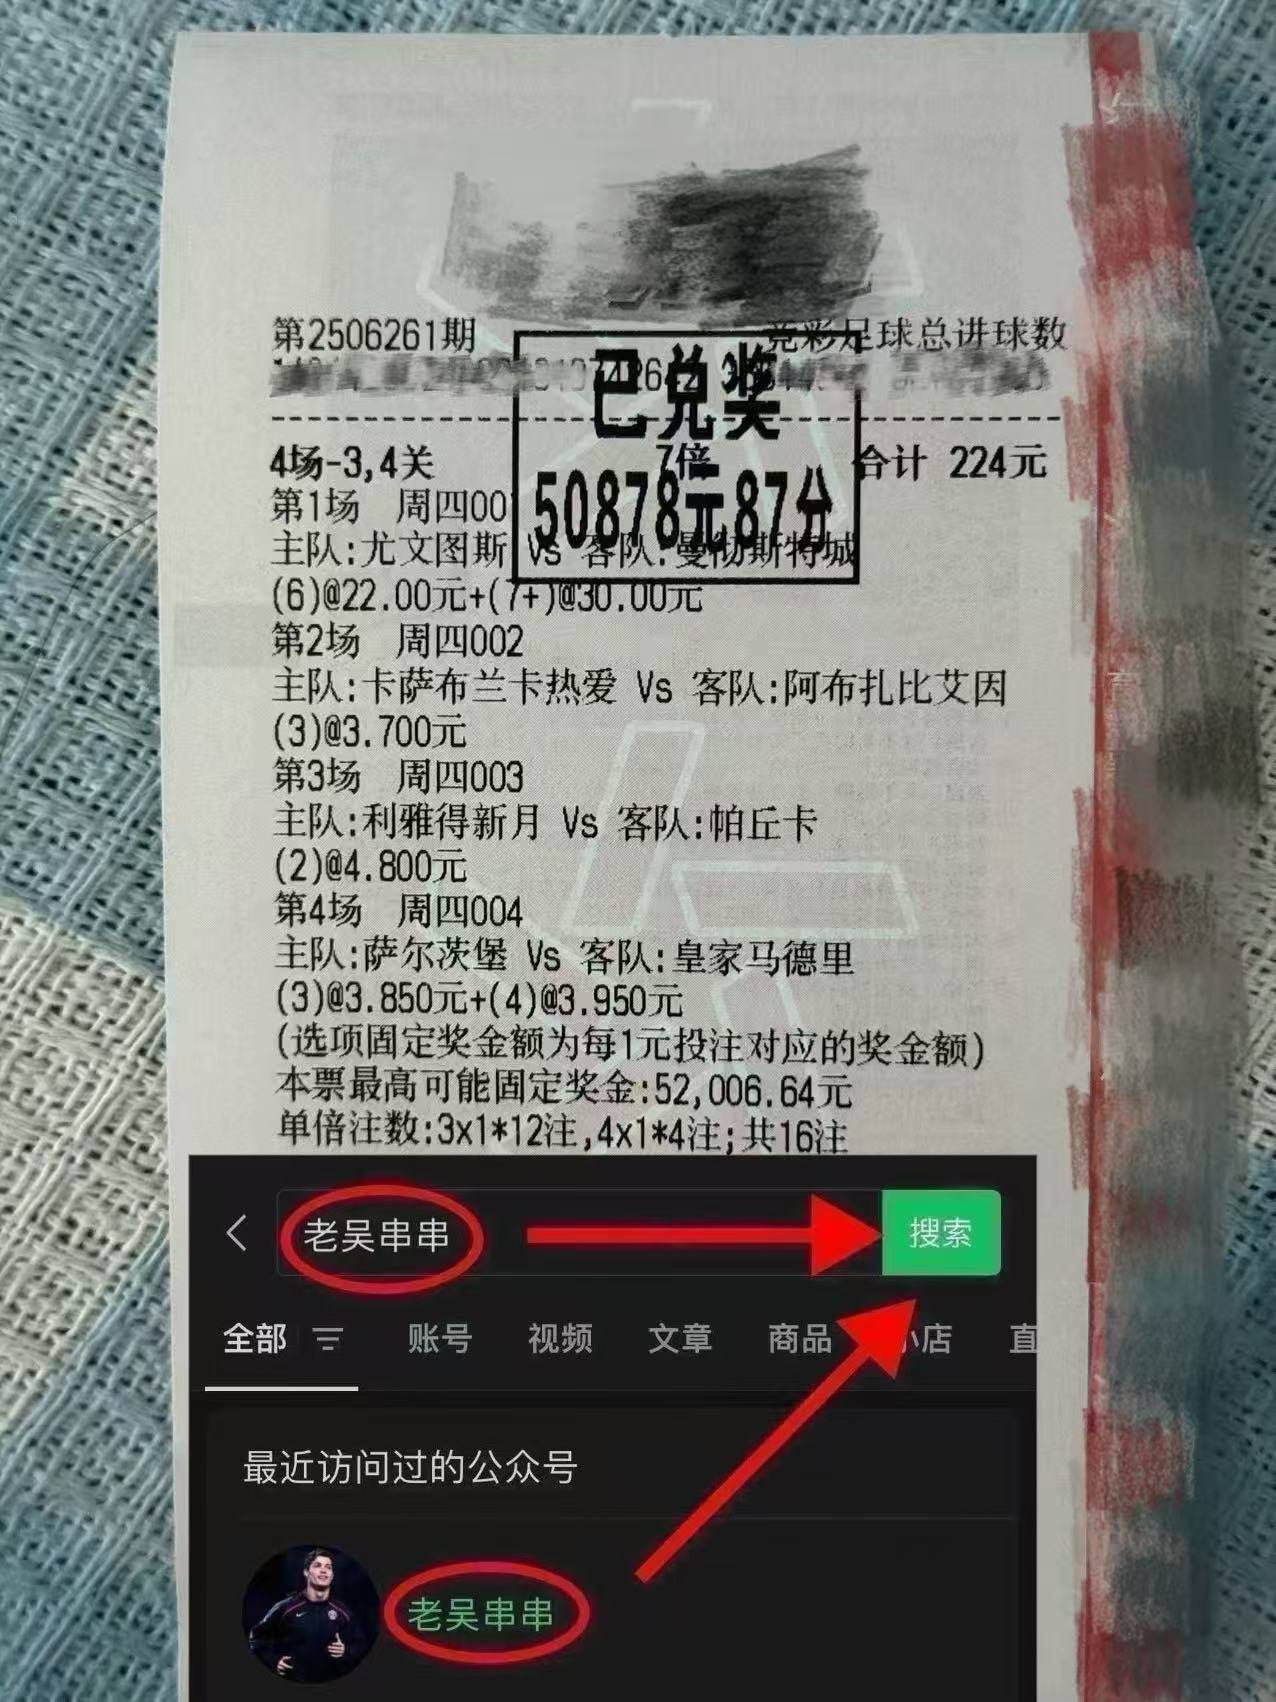 第2506261期 竞彩足球总进球数
已兑奖
50878元87分
4场-3,4关 7倍 合计 224元
第1场 周四00
主队:尤文图斯 Vs 客队:曼彻斯特城
(6)@22.00元+(7+)@30.00元
第2场 周四002
主队:卡萨布兰卡热爱 Vs 客队:阿布扎比艾因
(3)@3.700元
第3场 周四003
主队:利雅得新月 Vs 客队:帕丘卡
(2)@4.800元
第4场 周四004
主队:萨尔茨堡 Vs 客队:皇家马德里
(3)@3.850元+(4)@3.950元
(选项固定奖金额为每1元投注对应的奖金额)
本票最高可能固定奖金:52,006.64元
单倍注数:3x1*12注,4x1*4注;共16注
老吴串串 搜索
全部 账号 视频 文章 商品 小店 直
最近访问过的公众号
老吴串串